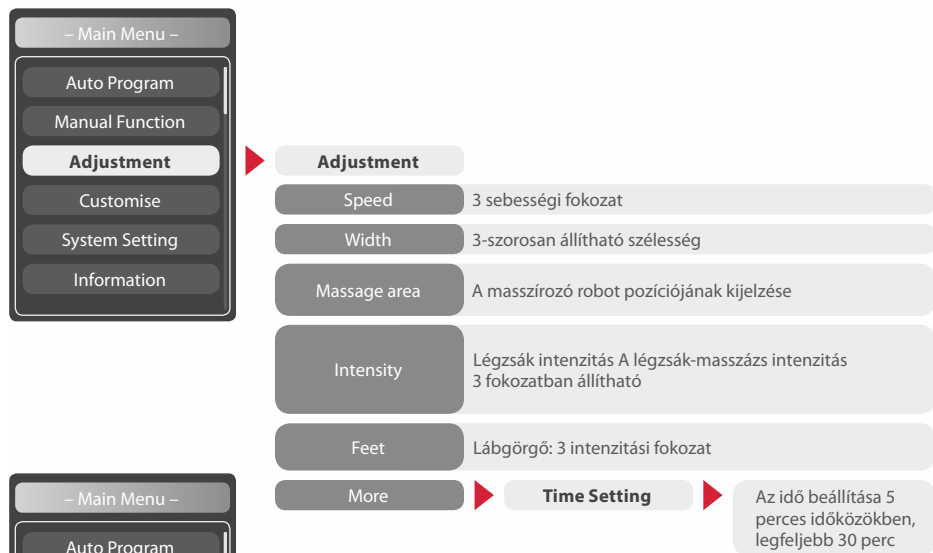 – Main Menu –
Auto Program
Manual Function
Adjustment
Customise
System Setting
Information
Adjustment
Speed
3 sebességi fokozat
Width
3-szorosan állítható szélesség
Massage area
A masszírozó robot pozíciójának kijelzése
Intensity
Légzsák intenzitás A légzsák-masszázs intenzitás
3 fokozatban állítható
Feet
Lábgörgő: 3 intenzitási fokozat
More
Time Setting
Az idő beállítása 5
perces időközökben,
legfeljebb 30 perc
– Main Menu –
Auto Program